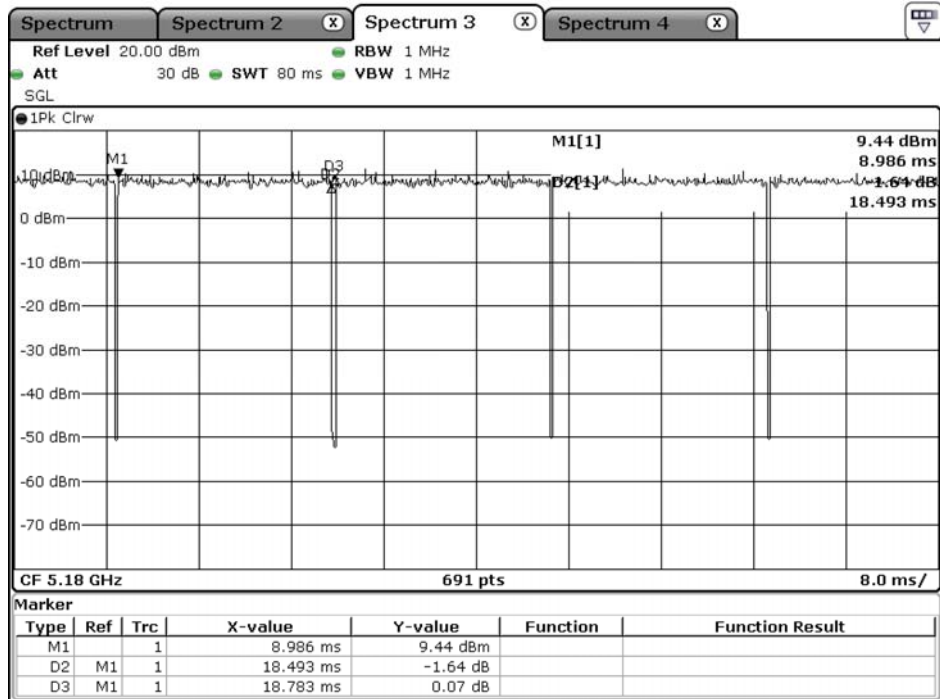 Spectrum Spectrum 2 X Spectrum 3 X Spectrum 4 X
Ref Level 20.00 dBm RBW 1 MHz
Att 30 dB SWT 80 ms VBW 1 MHz
SGL
1Pk Clrw
M1[1] 9.44 dBm
8.986 ms
M1
D3
10 dBm
D2
D2[1] -1.64 dB
18.493 ms
0 dBm
-10 dBm
-20 dBm
-30 dBm
-40 dBm
-50 dBm
-60 dBm
-70 dBm
CF 5.18 GHz 691 pts 8.0 ms/
Marker
Type Ref Trc X-value Y-value Function Function Result
M1 1 8.986 ms 9.44 dBm
D2 M1 1 18.493 ms -1.64 dB
D3 M1 1 18.783 ms 0.07 dB